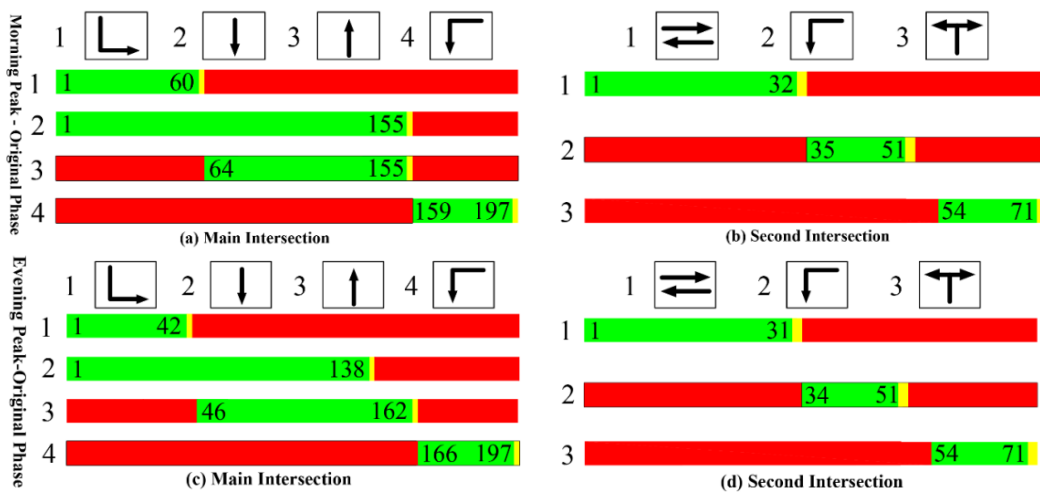 Morning Peak - Original Phase
1 2 3 4
1 1 60
2 1 155
3 64 155
4 159 197
(a) Main Intersection
1 2 3
1 1 32
2 35 51
3 54 71
(b) Second Intersection
Evening Peak-Original Phase
1 2 3 4
1 1 42
2 1 138
3 46 162
4 166 197
(c) Main Intersection
1 2 3
1 1 31
2 34 51
3 54 71
(d) Second Intersection